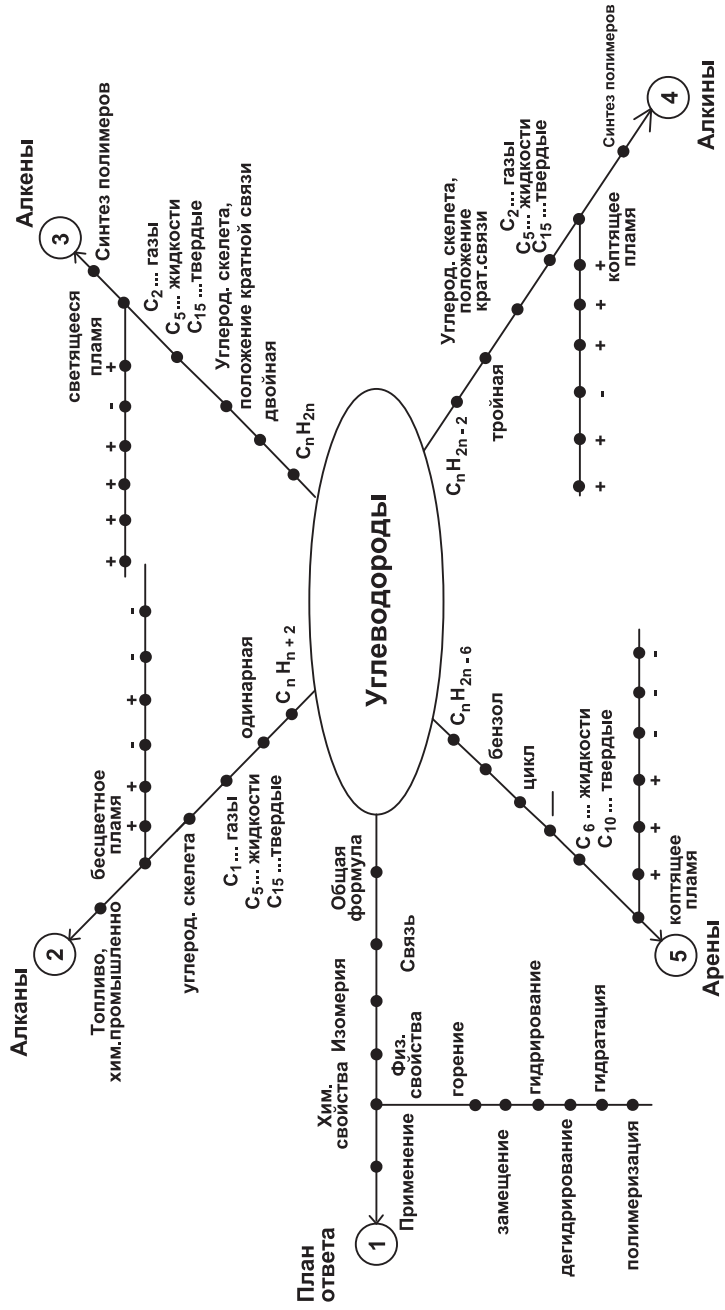 Углеводороды
1
План
ответа
Общая
формула
Связь
Изомерия
Физ.
свойства
Хим.
свойства
горение
замещение
гидрирование
дегидрирование
гидратация
полимеризация
Применение
2
Алканы
C n H n + 2
одинарная
C1... газы
C5... жидкости
C15 ...твердые
углерод. скелета
бесцветное
пламя
+ + - + - -
Топливо,
хим.промышленно
3
Алкены
CnH2n
двойная
Углерод. скелета,
положение кратной связи
C2... газы
C5... жидкости
C15 ...твердые
светящееся
пламя
+ + + + - +
Синтез полимеров
4
Алкины
CnH2n - 2
тройная
Углерод. скелета,
положение
крат.связи
C2... газы
C5... жидкости
C15 ...твердые
коптящее
пламя
+ + - + + +
Синтез полимеров
5
Арены
CnH2n-6
бензол
цикл
—
C 6 ... жидкости
C10 ... твердые
коптящее
пламя
+ + + - - -